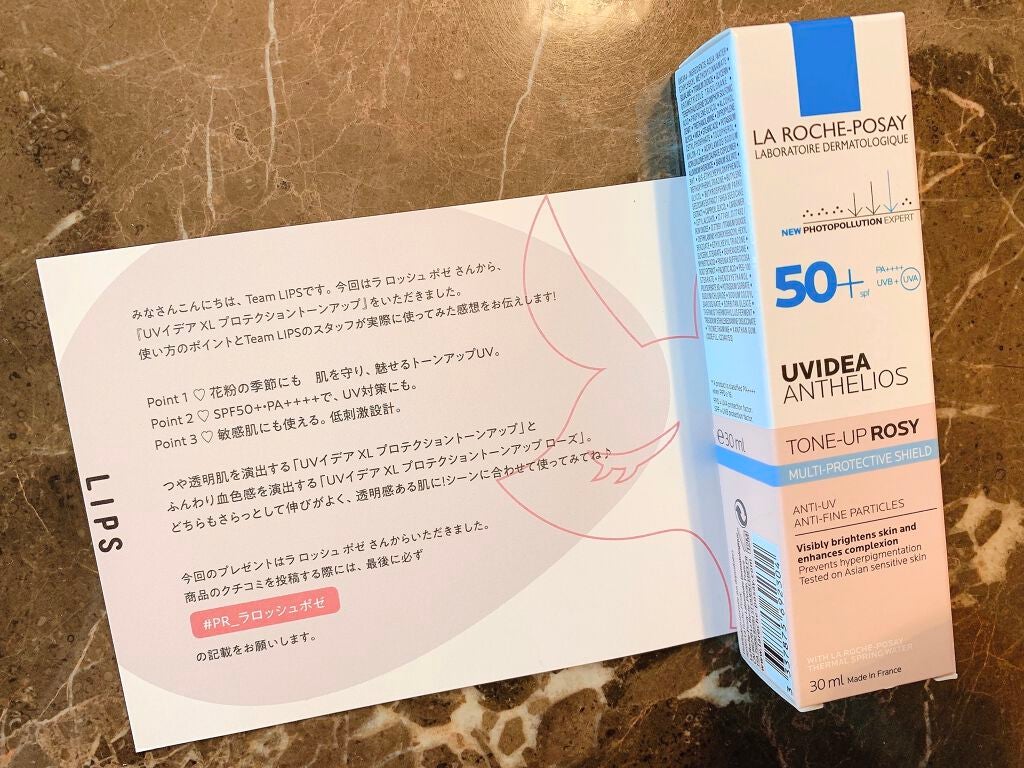 みなさんこんにちは、Team LIPSです。今回はラ ロッシュ ポゼ さんから、
『UVイデア XL プロテクショントーンアップ』をいただきました。
使い方のポイントとTeam LIPSのスタッフが実際に使ってみた感想をお伝えします!
Point 1 ♡ 花粉の季節にも 肌を守り、魅せるトーンアップUV。
Point 2 ♡ SPF50+・PA++++で、UV対策にも。
Point 3 ♡ 敏感肌にも使える。低刺激設計。
つや透明肌を演出する「UVイデア XL プロテクショントーンアップ」と
ふんわり血色感を演出する「UVイデア XL プロテクショントーンアップ ローズ」。
どちらもさらっとして伸びがよく、透明感ある肌に!シーンに合わせて使ってみてね♪
今回のプレゼントはラ ロッシュ ポゼ さんからいただきました。
商品のクチコミを投稿する際には、最後に必ず
#PR_ラロッシュポゼ
の記載をお願いします。
LIPS
LA ROCHE-POSAY
LABORATOIRE DERMATOLOGIQUE
NEW PHOTOPOLLUTION EXPERT
50+ spf
PA++++
UVB + UVA
UVIDEA
ANTHELIOS
TONE-UP ROSY
MULTI-PROTECTIVE SHIELD
ANTI-UV
ANTI-FINE PARTICLES
Visibly brightens skin and
enhances complexion
Prevents hyperpigmentation
Tested on Asian sensitive skin
WITH LA ROCHE-POSAY
THERMAL SPRING WATER
30 ml Made in France
℮30 ml